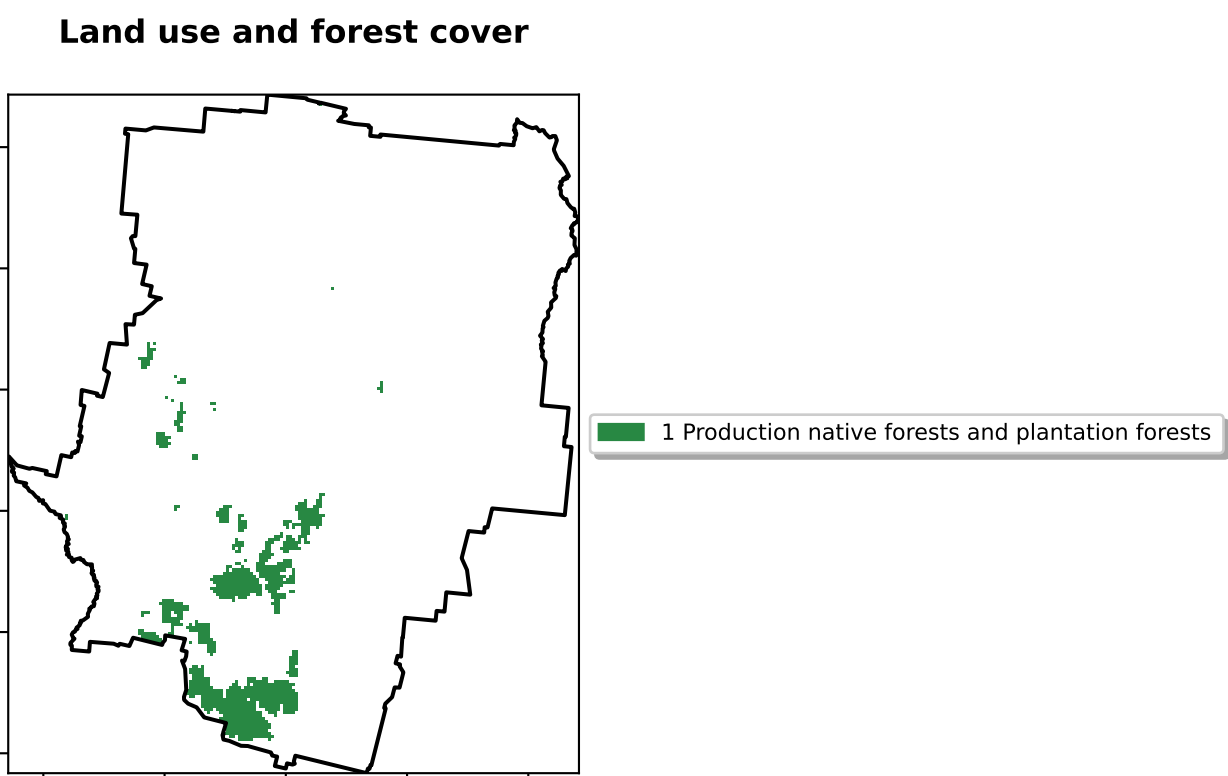 Land use and forest cover
1 Production native forests and plantation forests